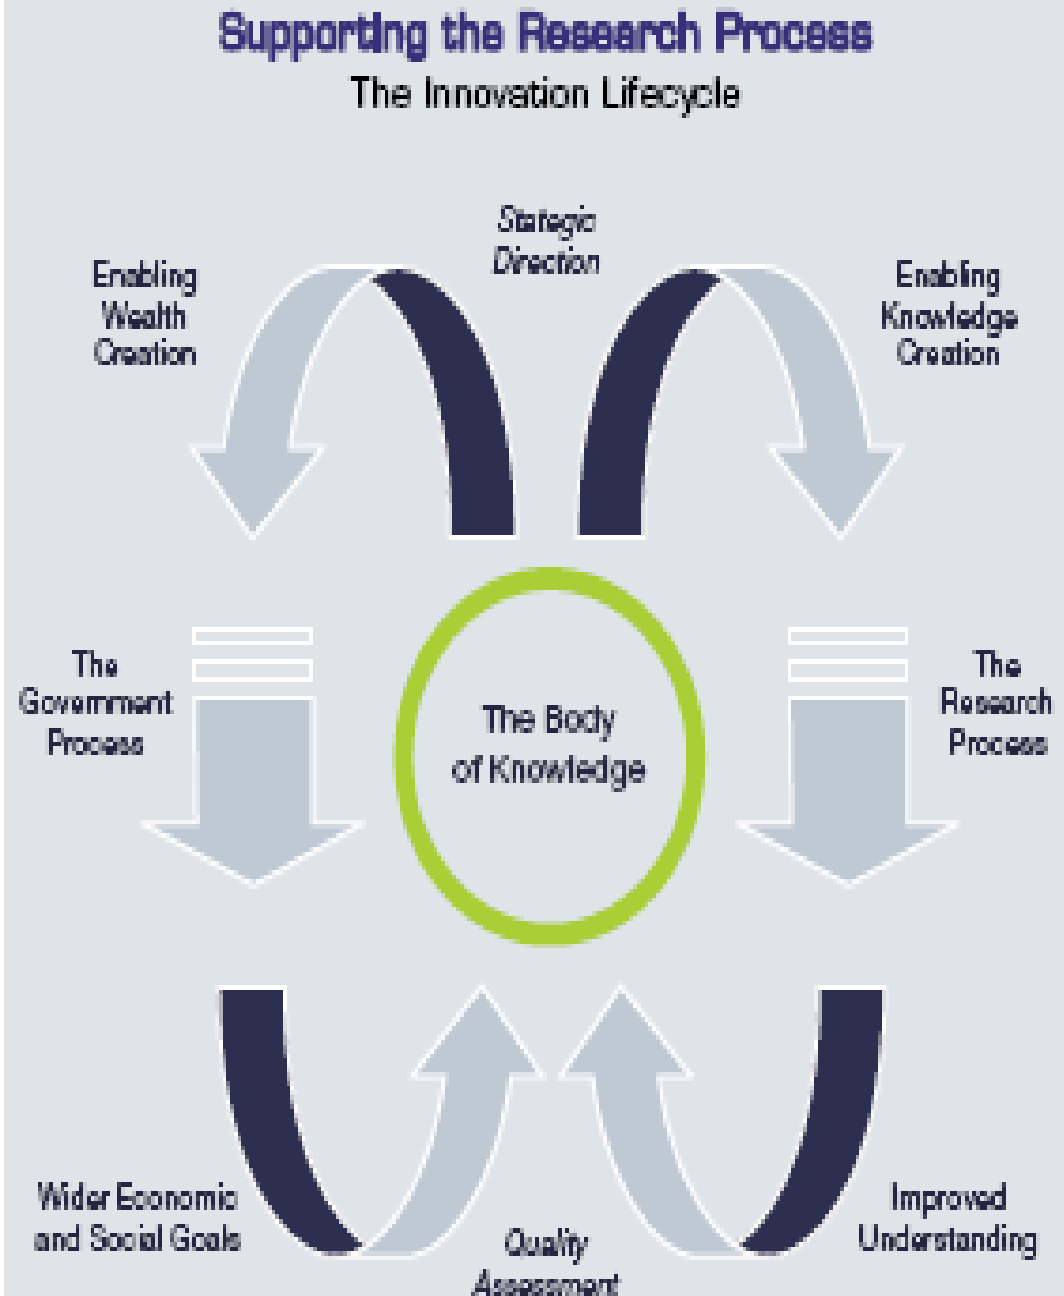 Supporting the Research Process
The Innovation Lifecycle
Stategic
Direction
Enabling
Wealth
Creation
Enabling
Knowledge
Creation
The
Government
Process
The Body
of Knowledge
The
Research
Process
Wider Economic
and Social Goals
Quality
Assessment
Improved
Understanding